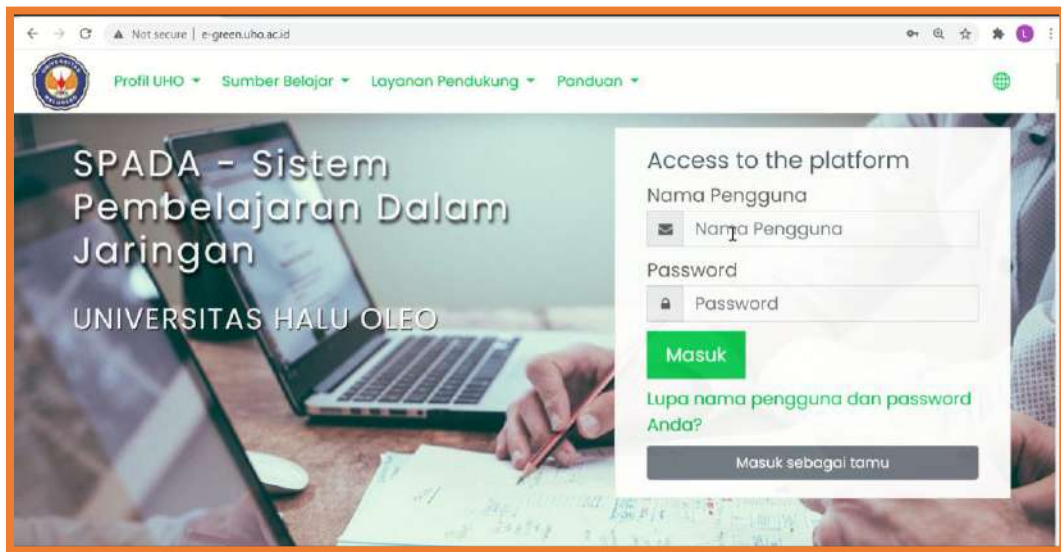 Not secure | e-green.uho.ac.id
L
Profil UHO
Sumber Belajar
Layanan Pendukung
Panduan
SPADA - Sistem
Pembelajaran Dalam
Jaringan
UNIVERSITAS HALU OLEO
Access to the platform
Nama Pengguna
Nama Pengguna
Password
Password
Masuk
Lupa nama pengguna dan password
Anda?
Masuk sebagai tamu